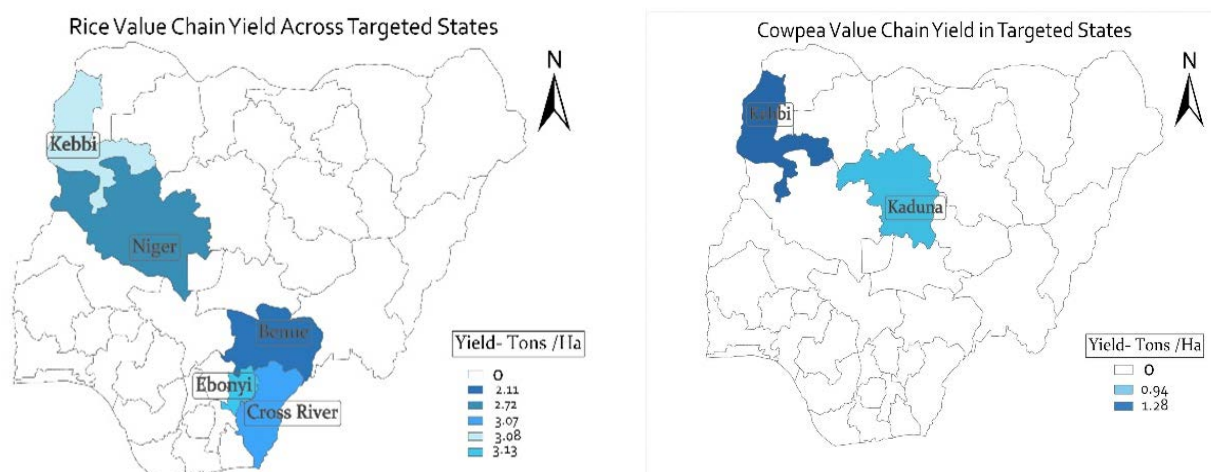 Rice Value Chain Yield Across Targeted States
N
Kebbi
Niger
Benue
Ebonyi
Cross River
Yield- Tons /Ha
0
2.11
2.72
3.07
3.08
3.13
Cowpea Value Chain Yield in Targeted States
N
Kebbi
Kaduna
Yield- Tons /Ha
0
0.94
1.28